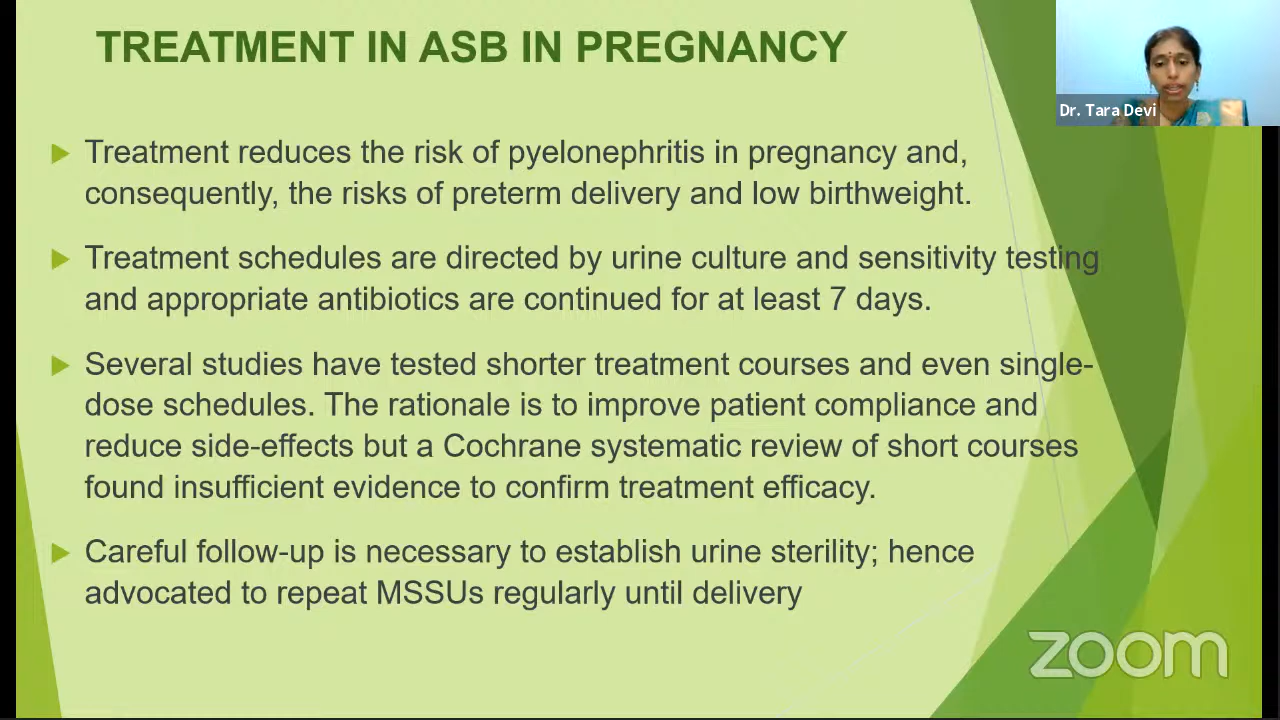 TREATMENT IN ASB IN PREGNANCY
Dr. Tara Devi
Treatment reduces the risk of pyelonephritis in pregnancy and,
consequently, the risks of preterm delivery and low birthweight.
Treatment schedules are directed by urine culture and sensitivity testing
and appropriate antibiotics are continued for at least 7 days.
Several studies have tested shorter treatment courses and even single-
dose schedules. The rationale is to improve patient compliance and
reduce side-effects but a Cochrane systematic review of short courses
found insufficient evidence to confirm treatment efficacy.
Careful follow-up is necessary to establish urine sterility; hence
advocated to repeat MSSUs regularly until delivery
zoom